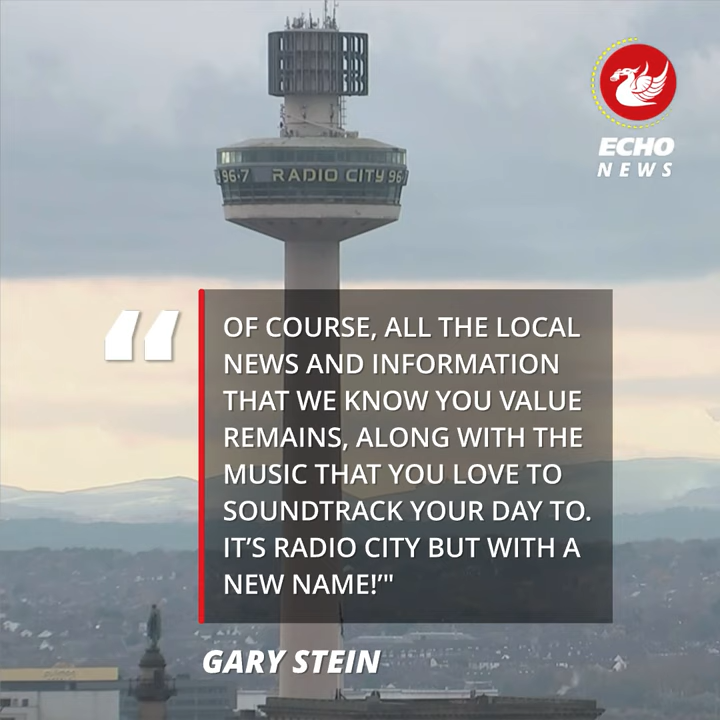 96.7 RADIO CITY 96
ECHO
NEWS
“
OF COURSE, ALL THE LOCAL
NEWS AND INFORMATION
THAT WE KNOW YOU VALUE
REMAINS, ALONG WITH THE
MUSIC THAT YOU LOVE TO
SOUNDTRACK YOUR DAY TO.
IT’S RADIO CITY BUT WITH A
NEW NAME!’"
GARY STEIN